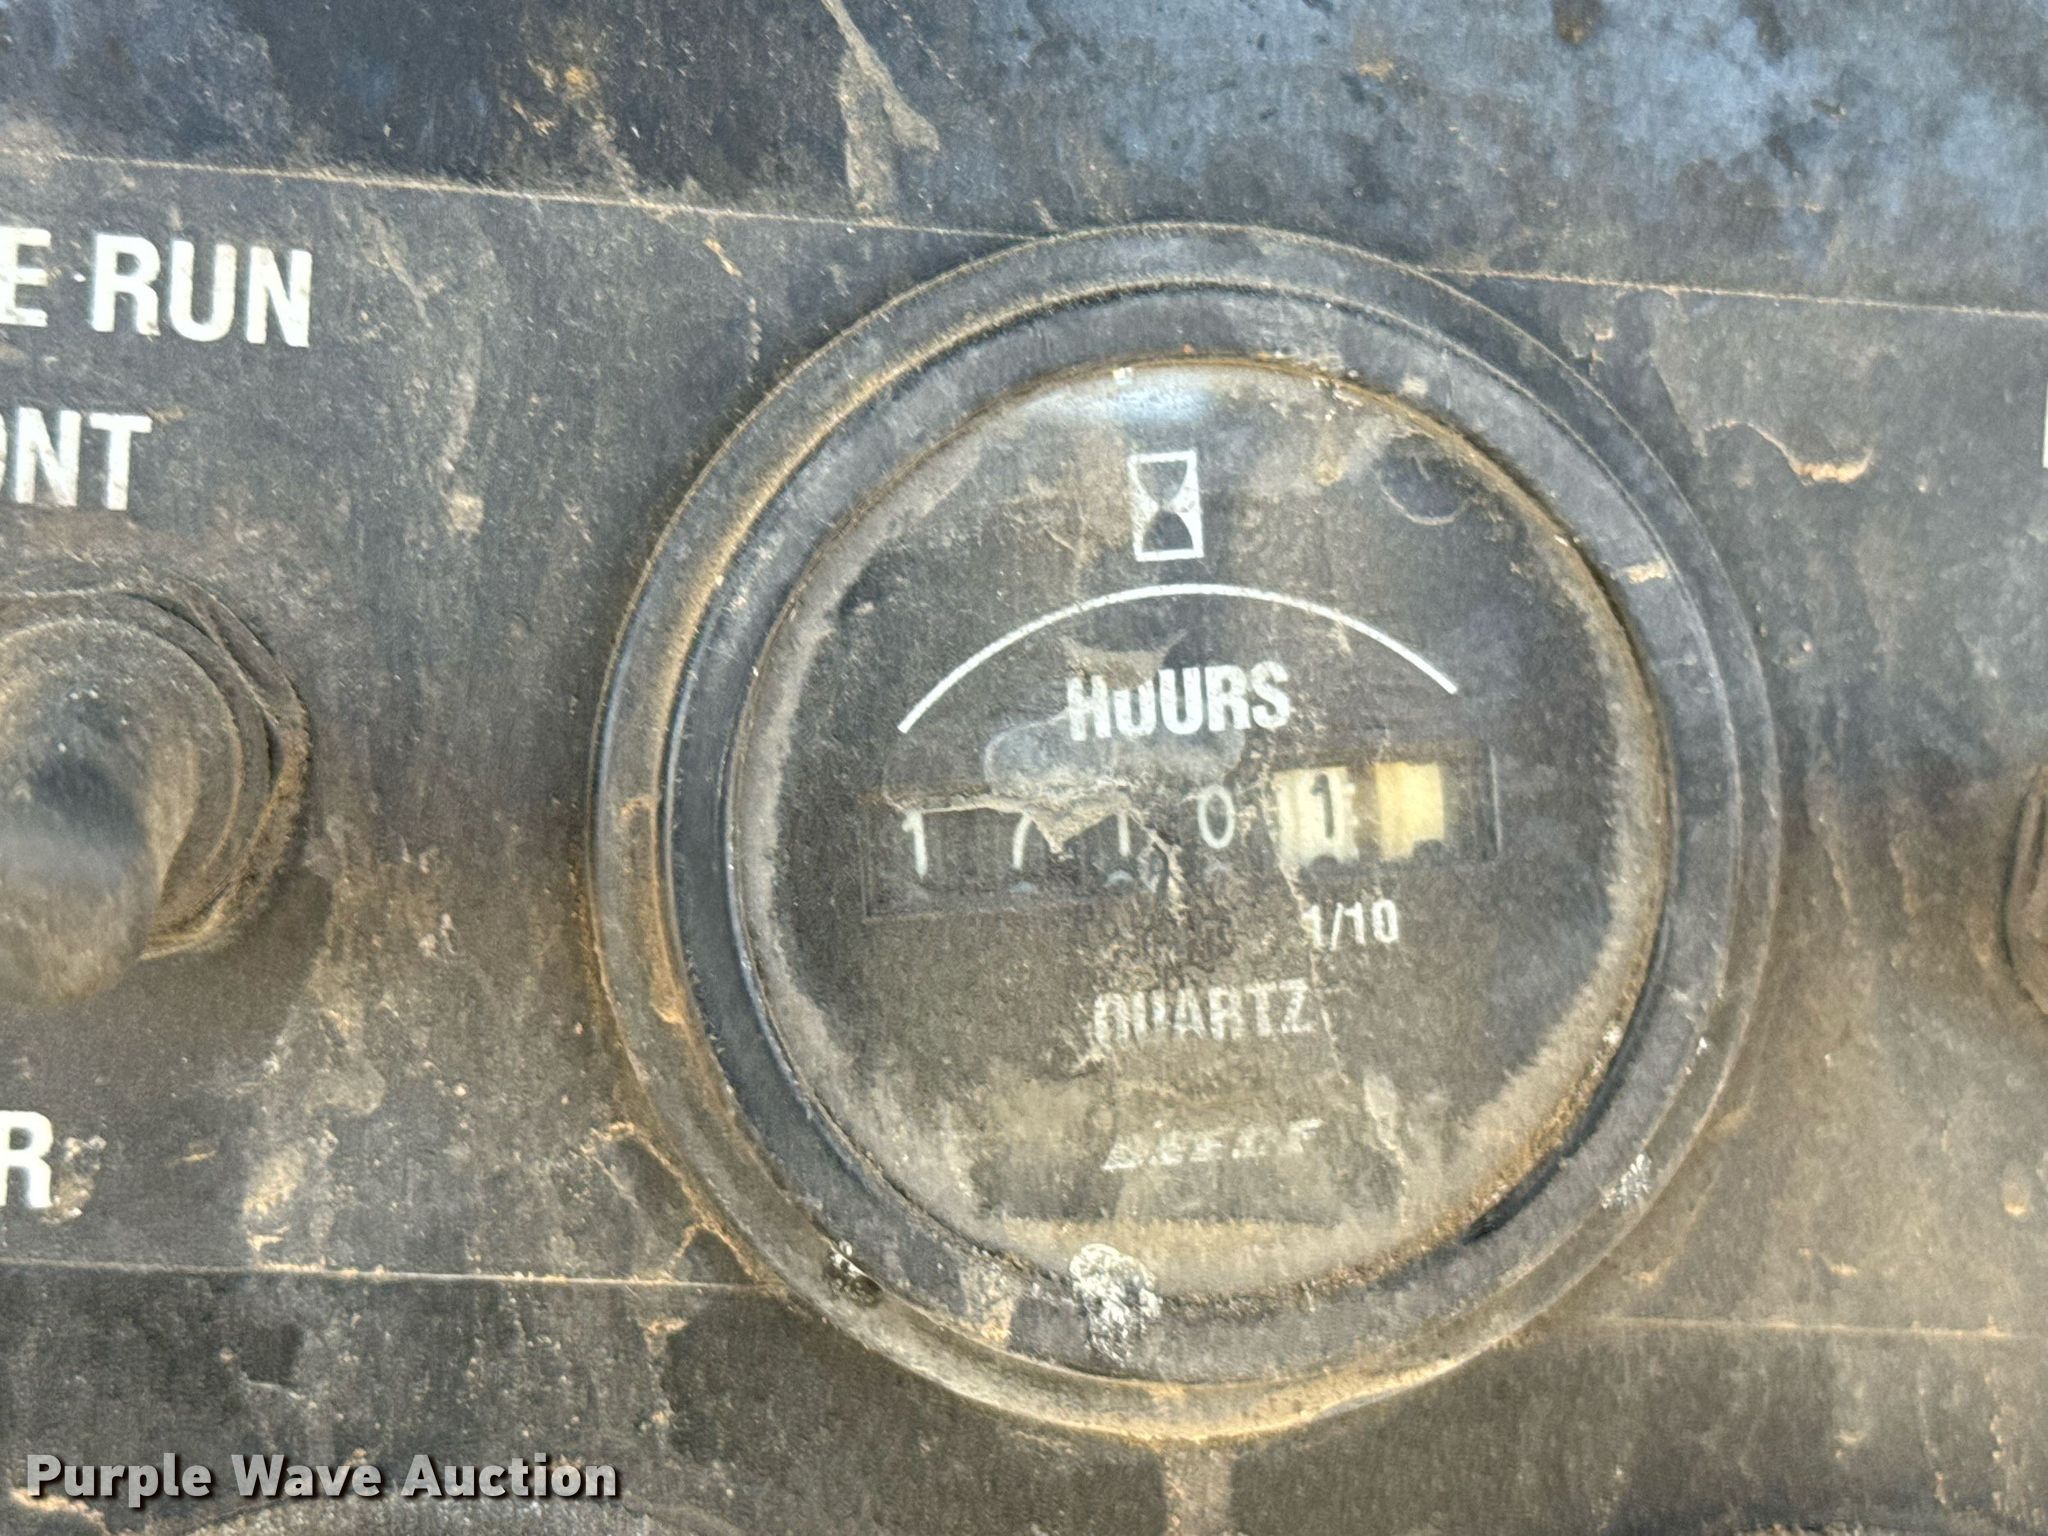 E RUN
ONT
HOURS
1 7 1 0 1
1/10
QUARTZ
R
Purple Wave Auction